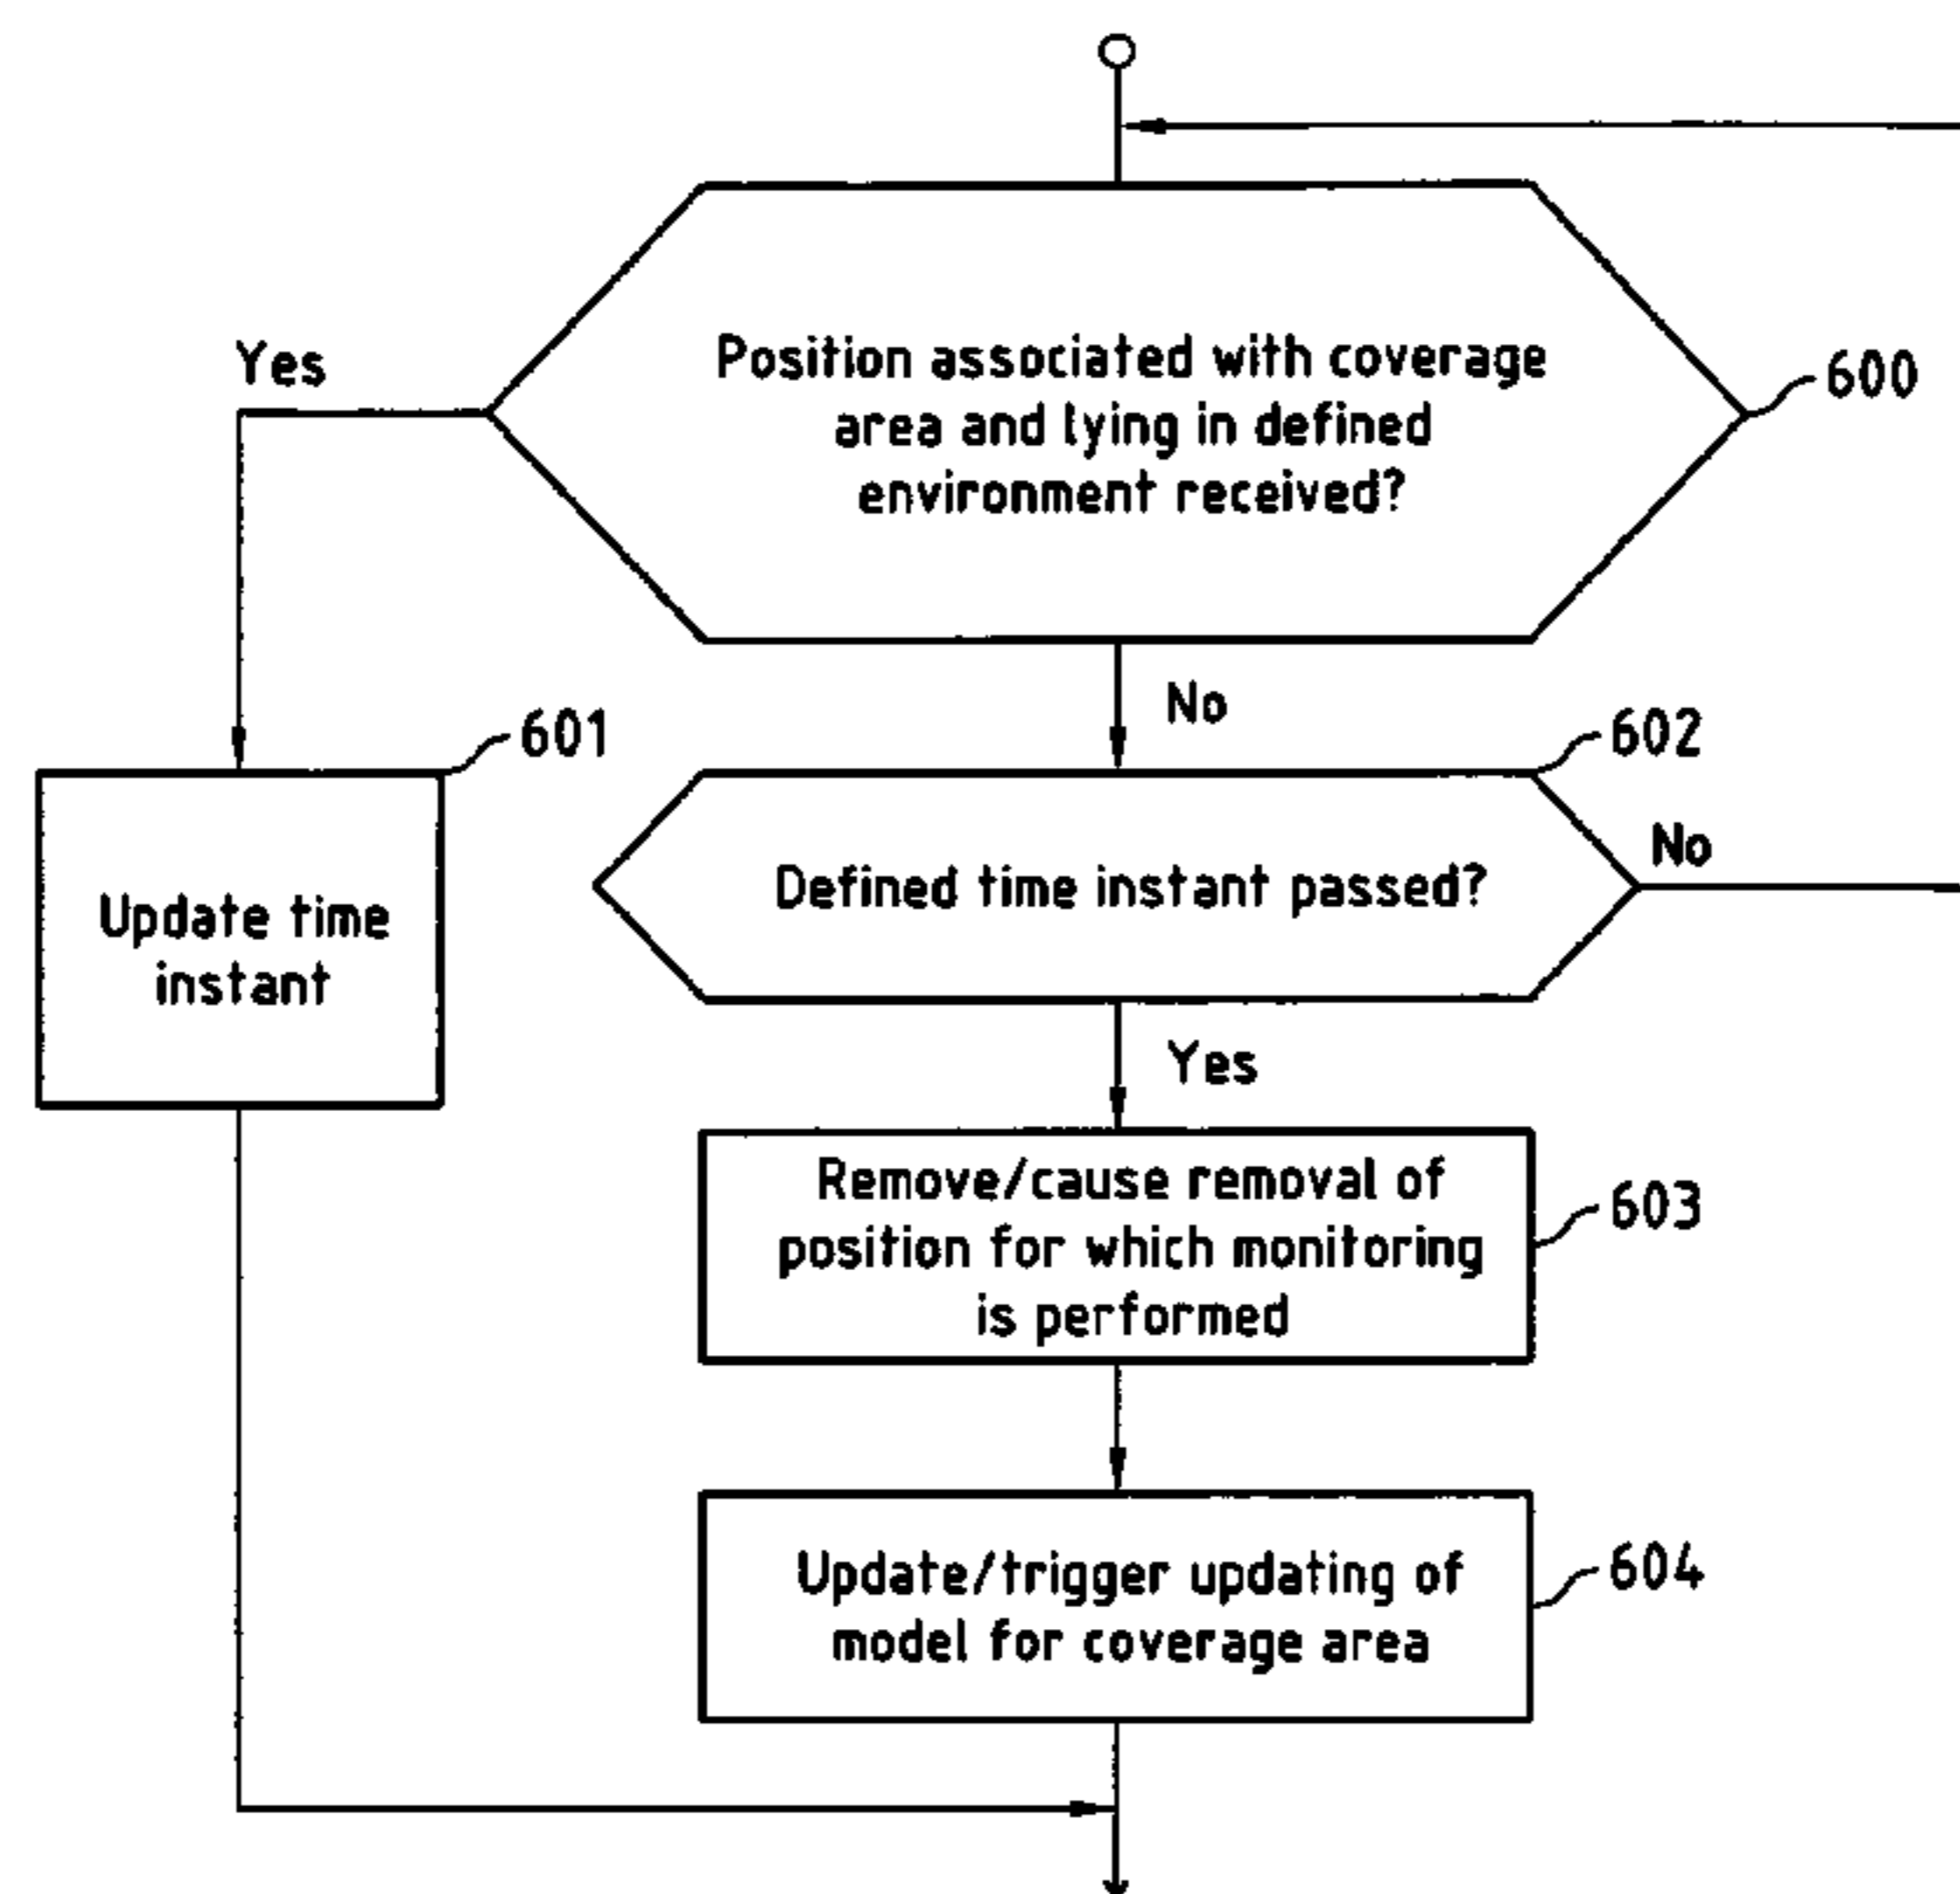 Position associated with coverage
area and lying in defined
environment received?
600
Yes
No
601
Update time
instant
602
Defined time instant passed?
No
Yes
Remove/cause removal of
position for which monitoring
is performed
603
Update/trigger updating of
model for coverage area
604